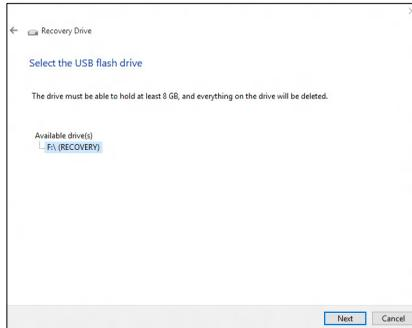 Recovery Drive
Select the USB flash drive
The drive must be able to hold at least 8 GB, and everything on the drive will be deleted.
Available drive(s)
F:\ (RECOVERY)
Next Cancel